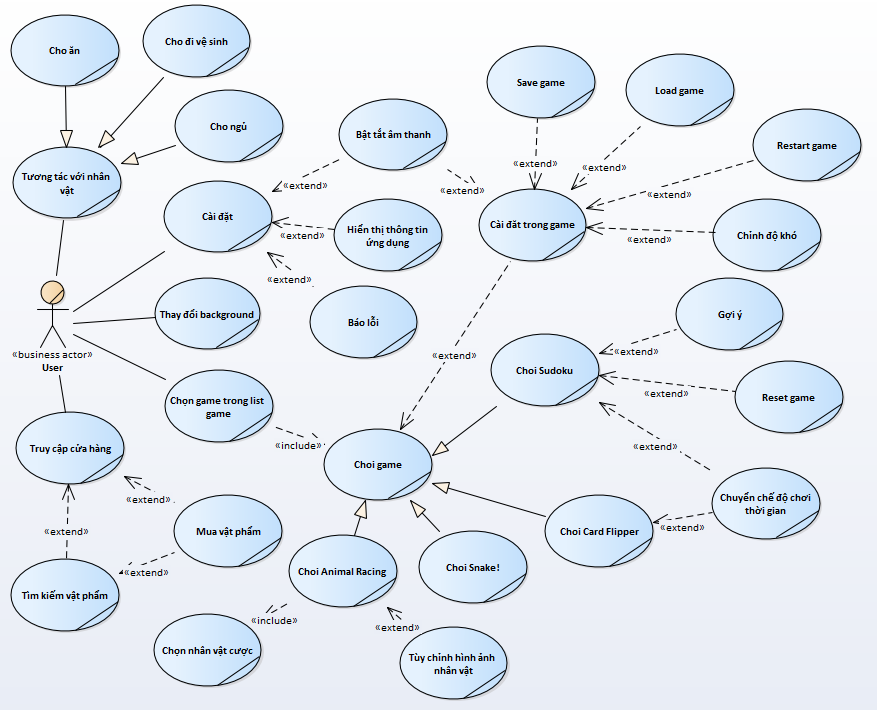 Cho ăn
Cho đi vệ sinh
Cho ngủ
Tương tác với nhân
vật
Bật tắt âm thanh
Save game
Load game
Restart game
«extend»
«extend»
«extend»
«extend»
«extend»
Cài đặt
Hiển thị thông tin
ứng dụng
«extend»
Cài đặt trong game
Chỉnh độ khó
«extend»
«extend»
Báo lỗi
Thay đổi background
«business actor»
User
«extend»
Gợi ý
«extend»
Chơi Sudoku
Reset game
«extend»
Chọn game trong list
game
«include»
Chơi game
«extend»
Truy cập cửa hàng
«extend»
«extend»
Mua vật phẩm
«extend»
Tìm kiếm vật phẩm
Chơi Animal Racing
Chơi Snake!
Chơi Card Flipper
«extend»
Chuyển chế độ chơi
thời gian
«include»
«extend»
Chọn nhân vật cược
Tùy chỉnh hình ảnh
nhân vật